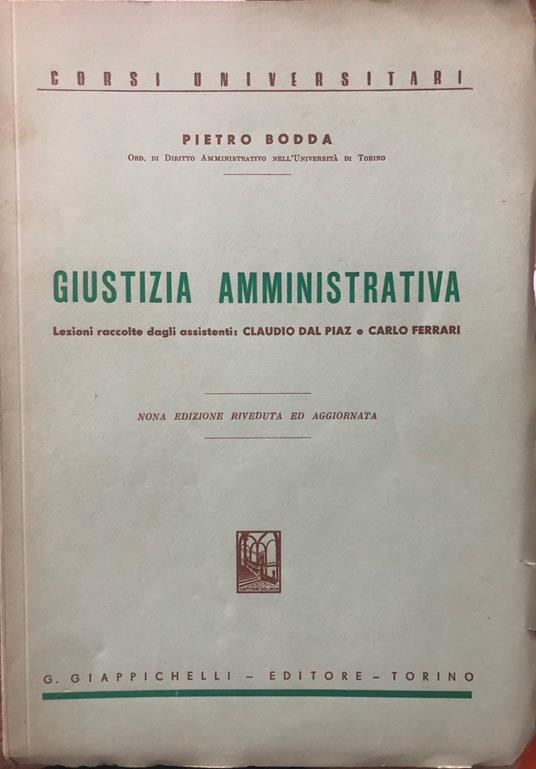 CORSI UNIVERSITARI
PIETRO BODDA
ORD. DI DIRITTO AMMINISTRATIVO NELL'UNIVERSITÀ DI TORINO
GIUSTIZIA AMMINISTRATIVA
Lezioni raccolte dagli assistenti: CLAUDIO DAL PIAZ e CARLO FERRARI
NONA EDIZIONE RIVEDUTA ED AGGIORNATA
G. GIAPPICHELLI - EDITORE - TORINO